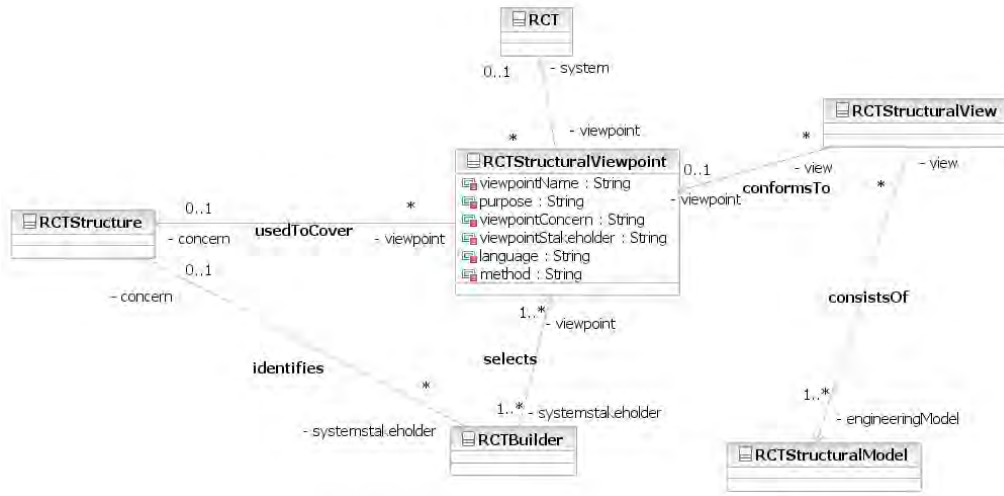 RCT
0..1
- system
*
- viewpoint
RCTStructuralView
*
- view
- view
*
RCTStructuralViewpoint
viewpointName : String
purpose : String
viewpointConcern : String
viewpointStakeholder : String
language : String
method : String
0..1
- viewpoint
conformsTo
RCTStructure
0..1
- concern
usedToCover
*
- viewpoint
0..1
- concern
consistsOf
1..*
- viewpoint
selects
identifies
*
- systemstakeholder
1..*
- systemstakeholder
RCTBuilder
1..*
- engineeringModel
RCTStructuralModel